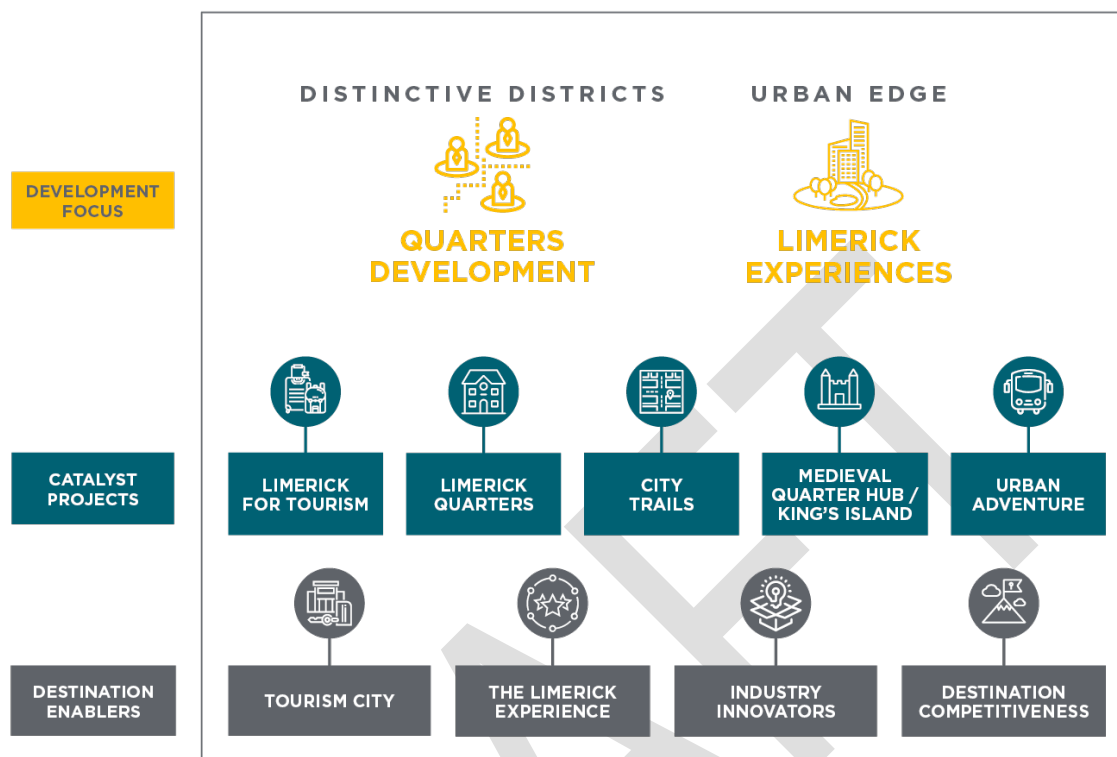 DISTINCTIVE DISTRICTS
URBAN EDGE
DEVELOPMENT
FOCUS
QUARTERS
DEVELOPMENT
LIMERICK
EXPERIENCES
CATALYST
PROJECTS
LIMERICK
FOR TOURISM
LIMERICK
QUARTERS
CITY
TRAILS
MEDIEVAL
QUARTER HUB /
KING'S ISLAND
URBAN
ADVENTURE
DESTINATION
ENABLERS
TOURISM CITY
THE LIMERICK
EXPERIENCE
INDUSTRY
INNOVATORS
DESTINATION
COMPETITIVENESS